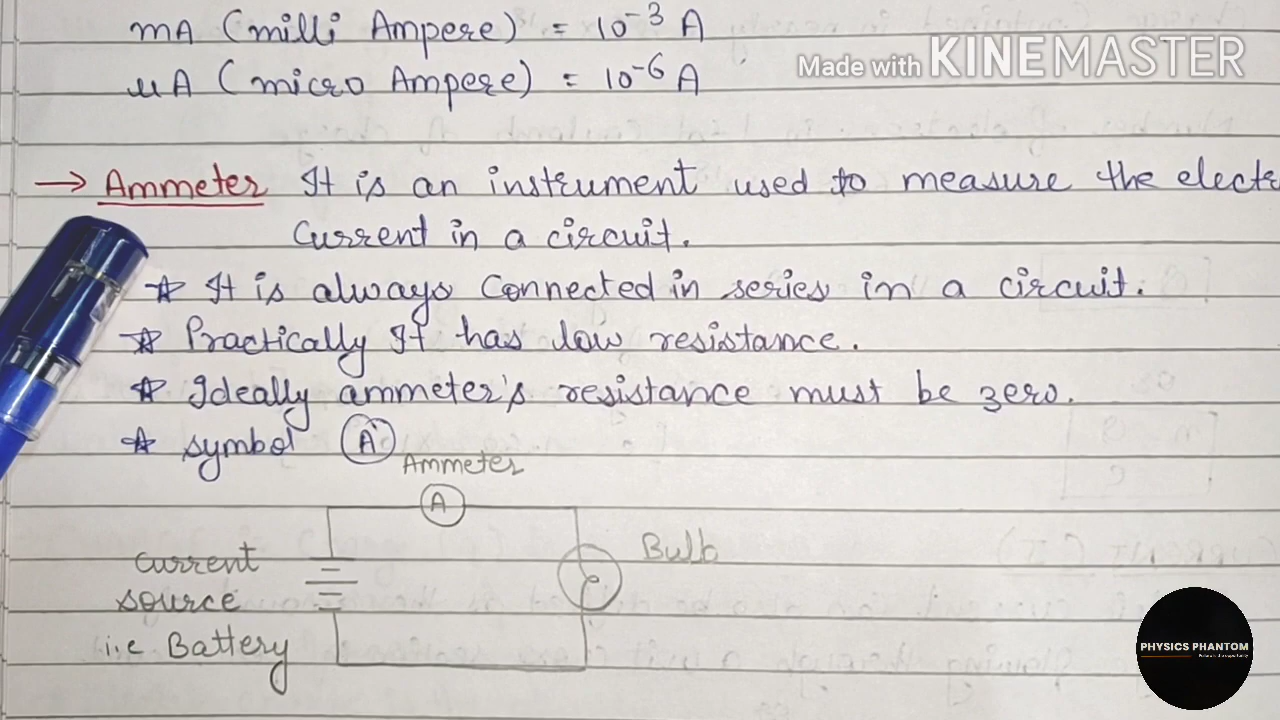 mA (milli Ampere) = 10⁻³ A
Made with KINEMASTER
μA (micro Ampere) = 10⁻⁶ A
→ Ammeter It is an instrument used to measure the electr
Current in a circuit.
☆ It is always connected in series in a circuit.
☆ Practically It has low resistance.
☆ Ideally ammeter's resistance must be zero.
☆ symbol (A)
Ammeter
A
Bulb
Current
source
i.e Battery
PHYSICS PHANTOM